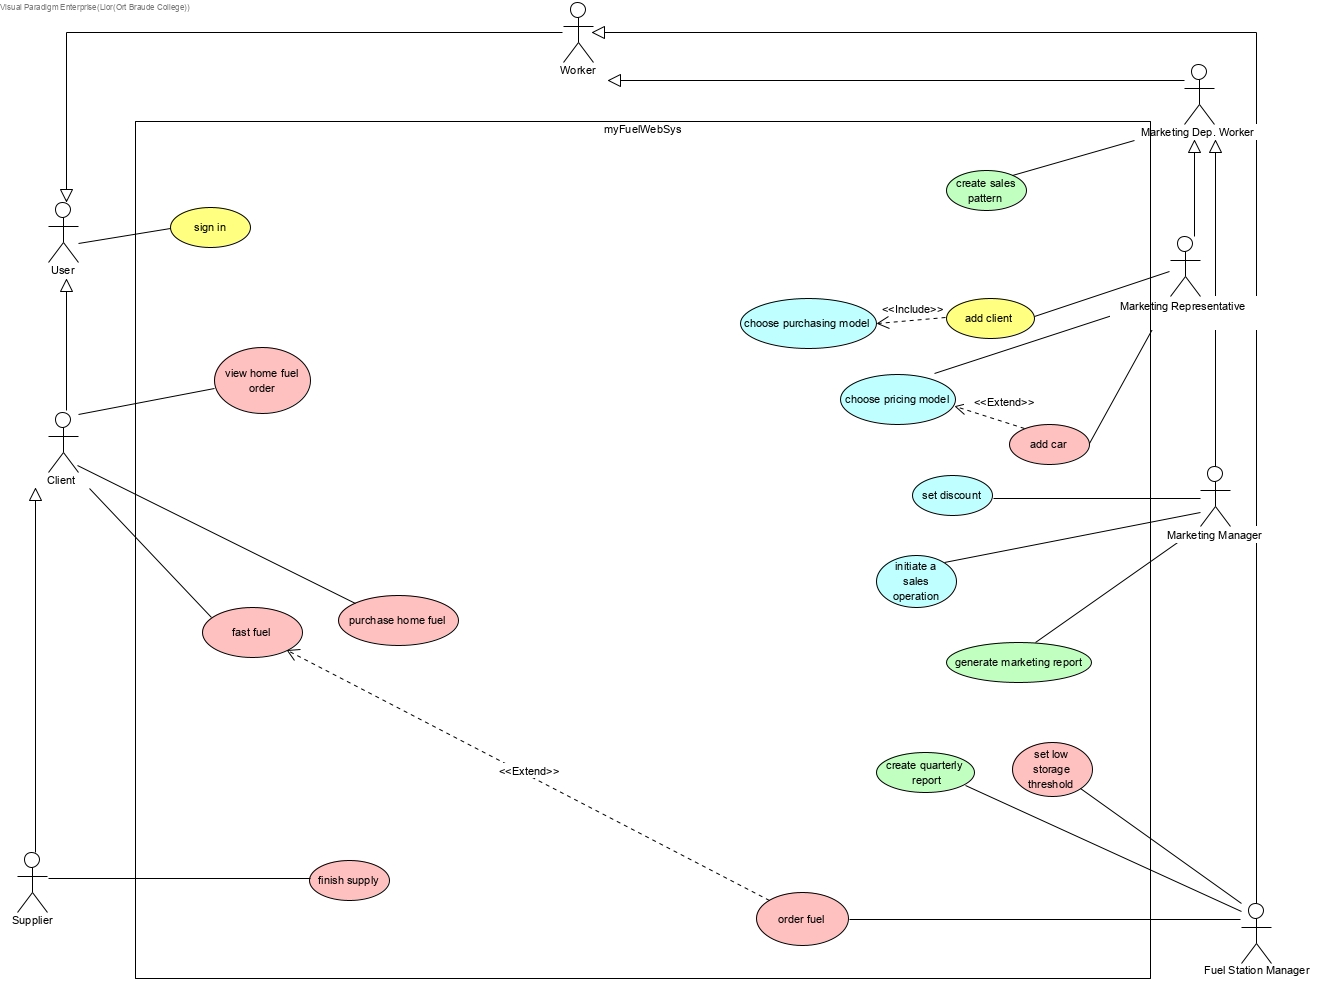 Visual Paradigm Enterprise(Lior(Ort Braude College))
Worker
myFuelWebSys
Marketing Dep. Worker
create sales
pattern
sign in
User
Marketing Representative
<<Include>>
choose purchasing model
add client
view home fuel
order
choose pricing model
<<Extend>>
add car
Client
set discount
Marketing Manager
initiate a
sales
operation
purchase home fuel
fast fuel
generate marketing report
<<Extend>>
create quarterly
report
set low
storage
threshold
finish supply
Supplier
order fuel
Fuel Station Manager